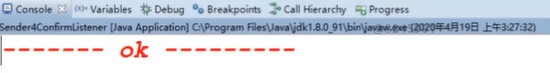 Console Variables Debug Breakpoints Call Hierarchy Progress
Sender4ConfirmListener [Java Application] C:\Program Files\Java\jdk1.8.0_91\bin\javaw.exe (2020年4月19日 上午3:27:32)
------- ok ----------